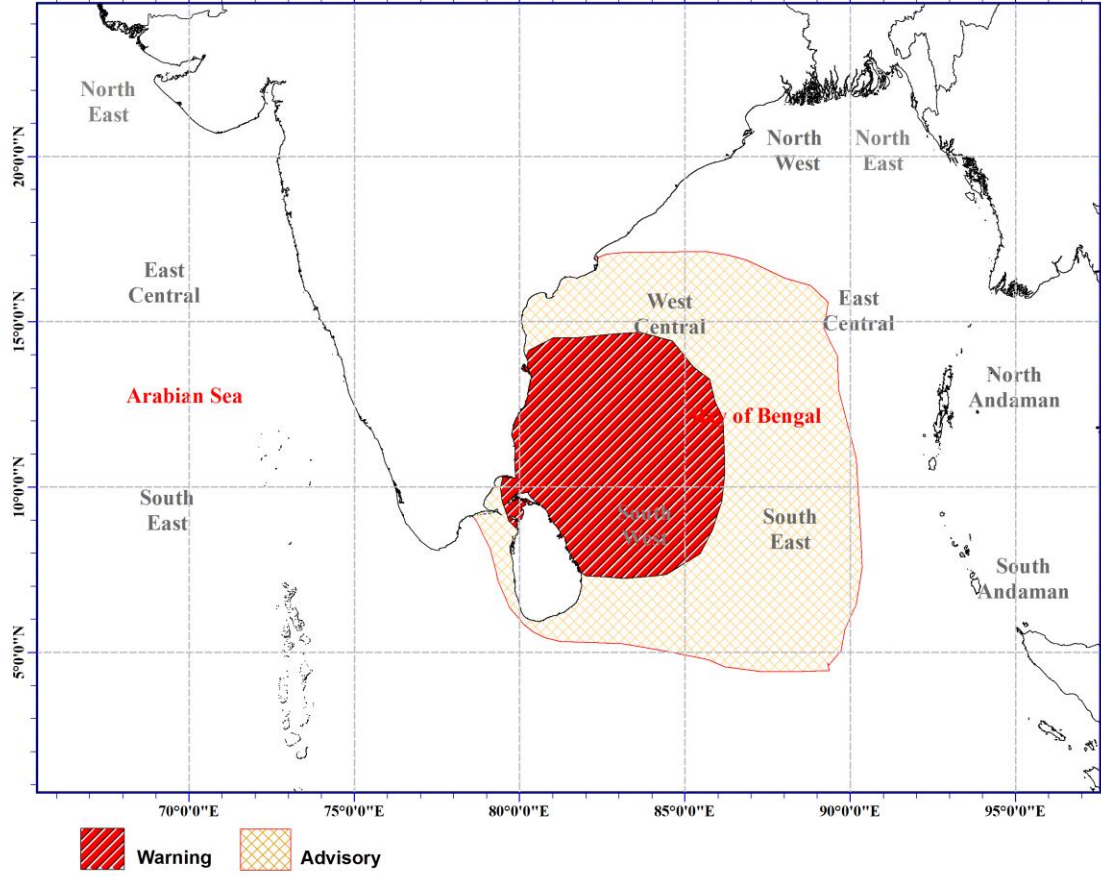 North
East
North
West
North
East
East
Central
West
Central
East
Central
Arabian Sea
Bay of Bengal
North
Andaman
South
East
South
West
South
East
South
Andaman
20°0'0"N
15°0'0"N
10°0'0"N
5°0'0"N
70°0'0"E
75°0'0"E
80°0'0"E
85°0'0"E
90°0'0"E
95°0'0"E
Warning
Advisory